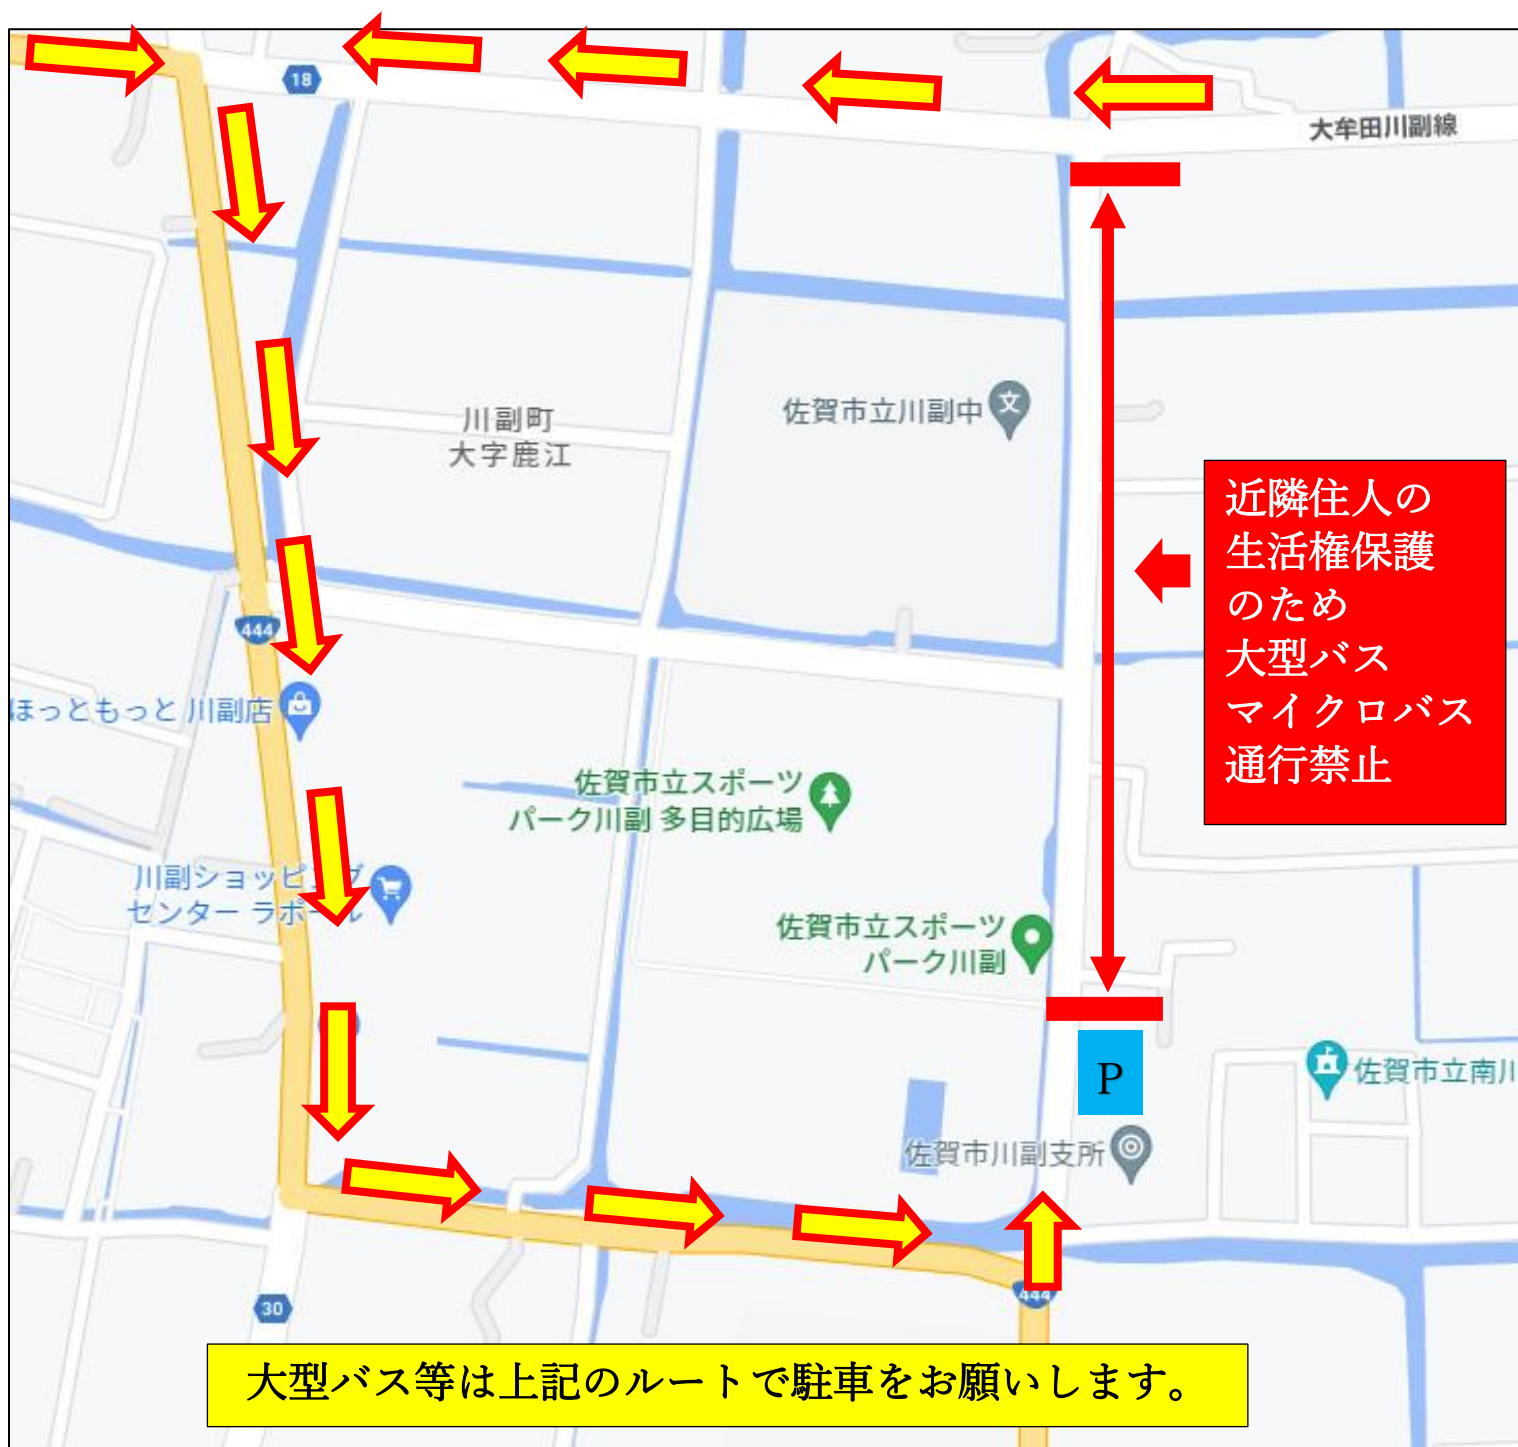 18
大牟田川副線
川副町
大字鹿江
佐賀市立川副中
文
近隣住人の
生活権保護
のため
大型バス
マイクロバス
通行禁止
444
ほっともっと 川副店
佐賀市立スポーツ
パーク川副 多目的広場
川副ショッピング
センター ラポール
佐賀市立スポーツ
パーク川副
P
佐賀市立南川
佐賀市川副支所
444
30
大型バス等は上記のルートで駐車をお願いします。